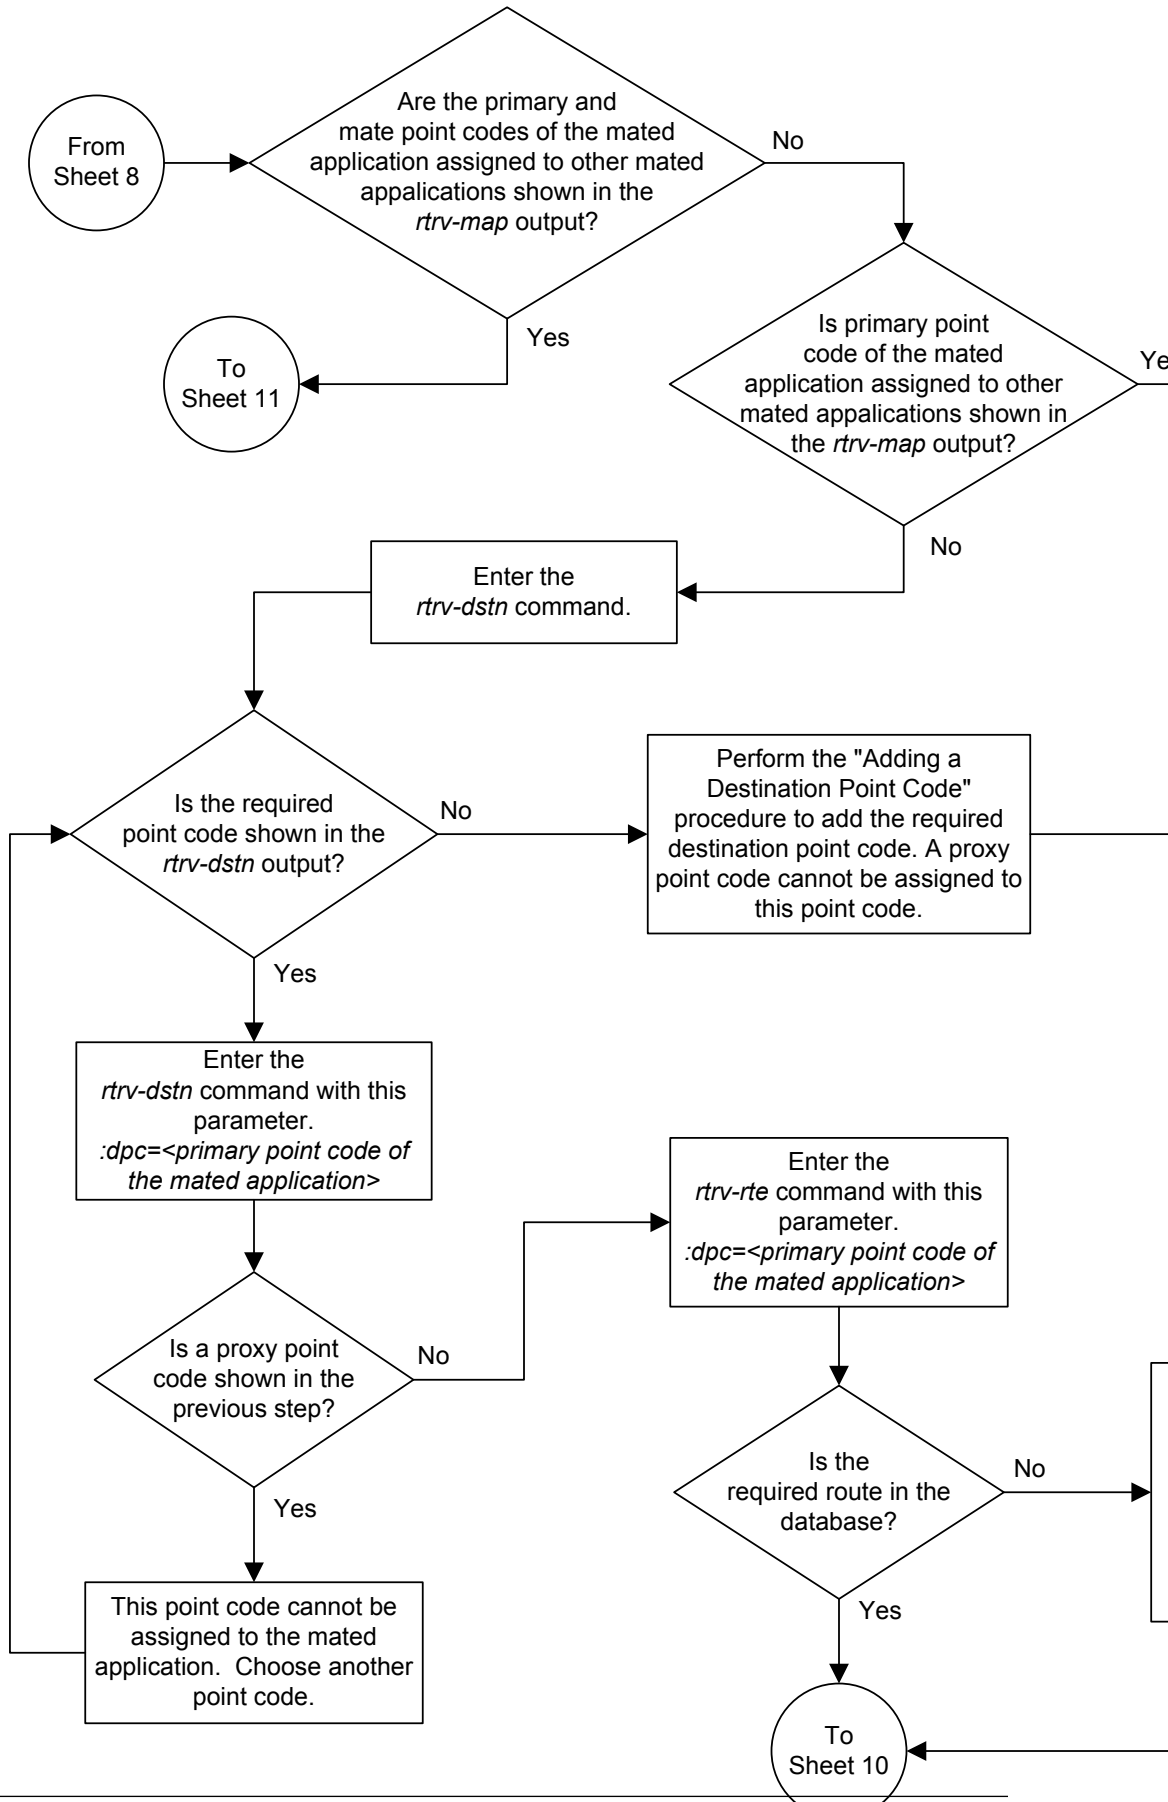 From
Sheet 8
Are the primary and
mate point codes of the mated
application assigned to other mated
appalications shown in the
rtrv-map output?
No
Yes
To
Sheet 11
Is primary point
code of the mated
application assigned to other
mated appalications shown in
the rtrv-map output?
Ye
No
Enter the
rtrv-dstn command.
Is the required
point code shown in the
rtrv-dstn output?
No
Yes
Perform the "Adding a
Destination Point Code"
procedure to add the required
destination point code. A proxy
point code cannot be assigned to
this point code.
Enter the
rtrv-dstn command with this
parameter.
:dpc=<primary point code of
the mated application>
Is a proxy point
code shown in the
previous step?
No
Yes
Enter the
rtrv-rte command with this
parameter.
:dpc=<primary point code of
the mated application>
Is the
required route in the
database?
No
Yes
This point code cannot be
assigned to the mated
application.  Choose another
point code.
To
Sheet 10